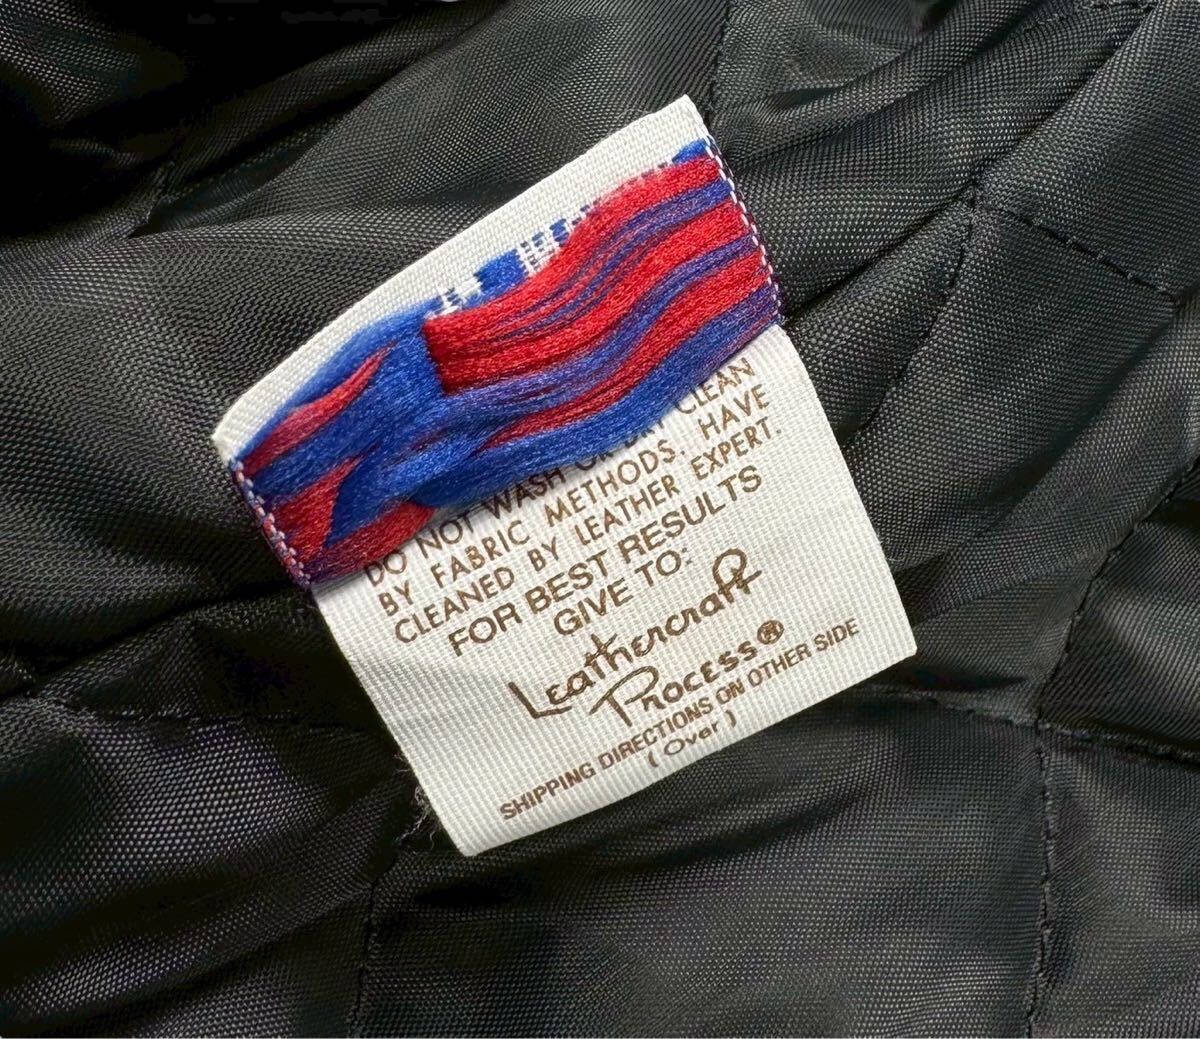 DO NOT WASH OR DRY CLEAN
BY FABRIC METHODS. HAVE
CLEANED BY LEATHER EXPERT.
FOR BEST RESULTS
GIVE TO:
Leathercraft
Process®
SHIPPING DIRECTIONS ON OTHER SIDE
(Over)